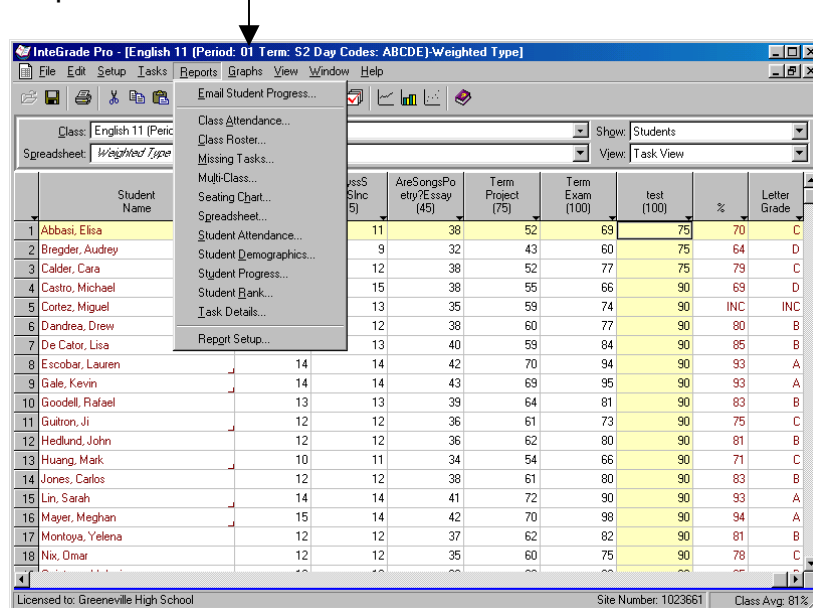 InteGrade Pro - [English 11 (Period: 01 Term: S2 Day Codes: ABCDE)-Weighted Type]
File Edit Setup Tasks Reports Graphs View Window Help
Email Student Progress...
Class Attendance...
Class Roster...
Missing Tasks...
Multi-Class...
Seating Chart...
Spreadsheet...
Student Attendance...
Student Demographics...
Student Progress...
Student Rank...
Task Details...
Report Setup...
Class: English 11 (Peric Show: Students
Spreadsheet: Weighted Type View: Task View
Student Name AreSongsPo etry?Essay (45) Term Project (75) Term Exam (100) test (100) % Letter Grade
1 Abbasi, Elisa 11 38 52 69 75 70 C
2 Bregder, Audrey 9 32 43 60 75 64 D
3 Calder, Cara 12 38 52 77 75 79 C
4 Castro, Michael 15 38 55 66 90 69 D
5 Cortez, Miguel 13 35 59 74 90 INC INC
6 Dandrea, Drew 12 38 60 77 90 80 B
7 De Cator, Lisa 13 40 59 84 90 85 B
8 Escobar, Lauren 14 14 42 70 94 90 93 A
9 Gale, Kevin 14 14 43 69 95 90 93 A
10 Goodell, Rafael 13 13 39 64 81 90 83 B
11 Guitron, Ji 12 12 36 61 73 90 75 C
12 Hedlund, John 12 12 36 62 80 90 81 B
13 Huang, Mark 10 11 34 54 66 90 71 C
14 Jones, Carlos 12 12 38 61 80 90 83 B
15 Lin, Sarah 14 14 41 72 90 90 93 A
16 Mayer, Meghan 15 14 42 70 98 90 94 A
17 Montoya, Yelena 12 12 37 62 82 90 81 B
18 Nix, Omar 12 12 35 60 75 90 78 C
Licensed to: Greeneville High School Site Number: 1023661 Class Avg: 81%